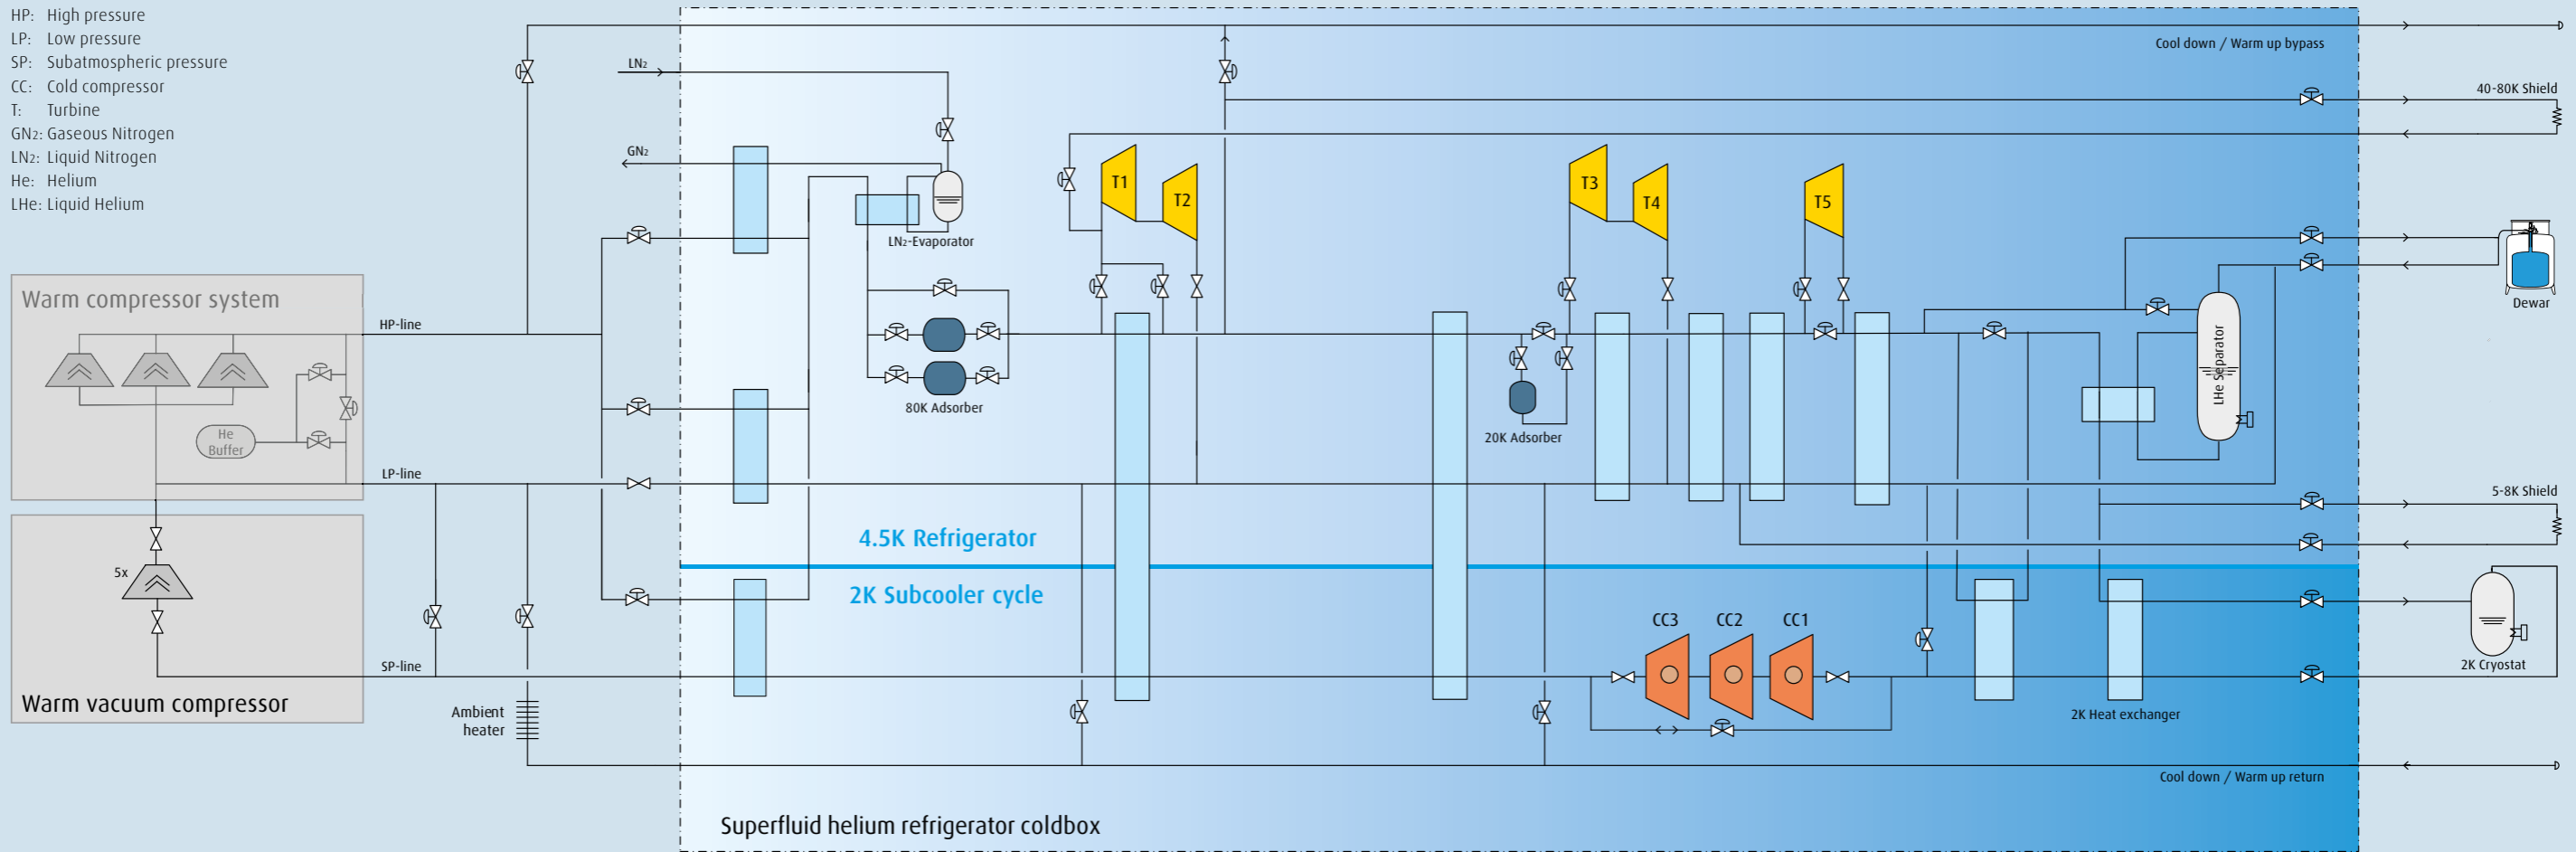 HP: High pressure
LP: Low pressure
SP: Subatmospheric pressure
CC: Cold compressor
T: Turbine
GN2: Gaseous Nitrogen
LN2: Liquid Nitrogen
He: Helium
LHe: Liquid Helium
Cool down / Warm up bypass
LN2
40-80K Shield
GN2
T1
T2
T3
T4
T5
LN2-Evaporator
Warm compressor system
HP-line
He
Buffer
LP-line
80K Adsorber
20K Adsorber
LHe Separator
Dewar
5-8K Shield
4.5K Refrigerator
2K Subcooler cycle
5x
CC3
CC2
CC1
SP-line
2K Cryostat
Warm vacuum compressor
Ambient
heater
2K Heat exchanger
Cool down / Warm up return
Superfluid helium refrigerator coldbox